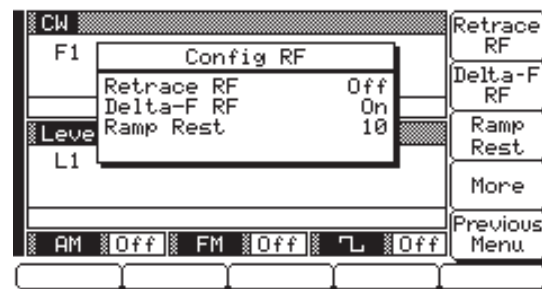 CW
F1
Config RF
Retrace RF Off
Delta-F RF On
Ramp Rest 10
Leve
L1
AM Off FM Off Off
Retrace
RF
Delta-F
RF
Ramp
Rest
More
Previous
Menu